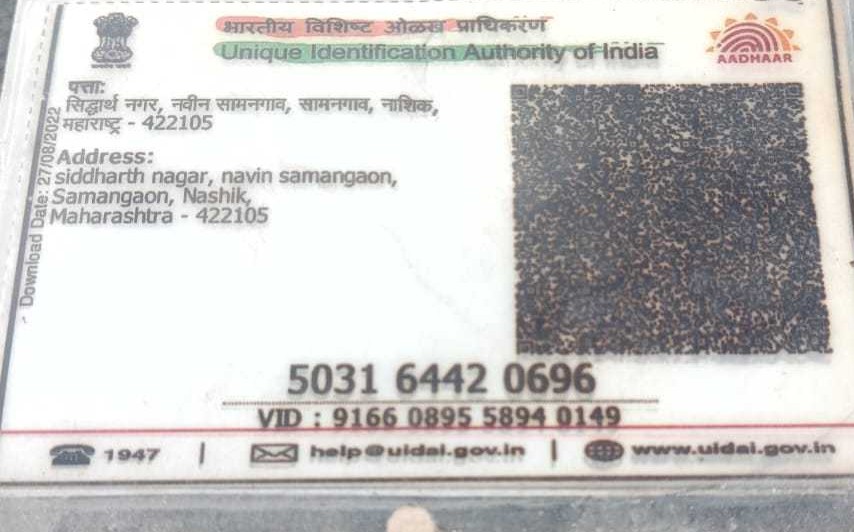 भारतीय विशिष्ट ओळख प्राधिकरण
Unique Identification Authority of India
AADHAAR
पत्ता:
सिद्धार्थ नगर, नवीन सामनगाव, सामनगाव, नाशिक,
महाराष्ट्र - 422105
Address:
siddharth nagar, navin samangaon,
Samangaon, Nashik,
Maharashtra - 422105
Download Date: 27/08/2022
5031 6442 0696
VID : 9166 0895 5894 0149
1947 | help@uidai.gov.in | www.uidai.gov.in